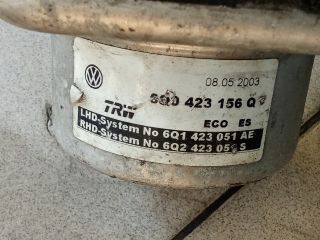 08.05.2003
6Q0 423 156 Q
TRW
ECO ES
LHD-System No 6Q1 423 051 AE
RHD-System No 6Q2 423 051 S